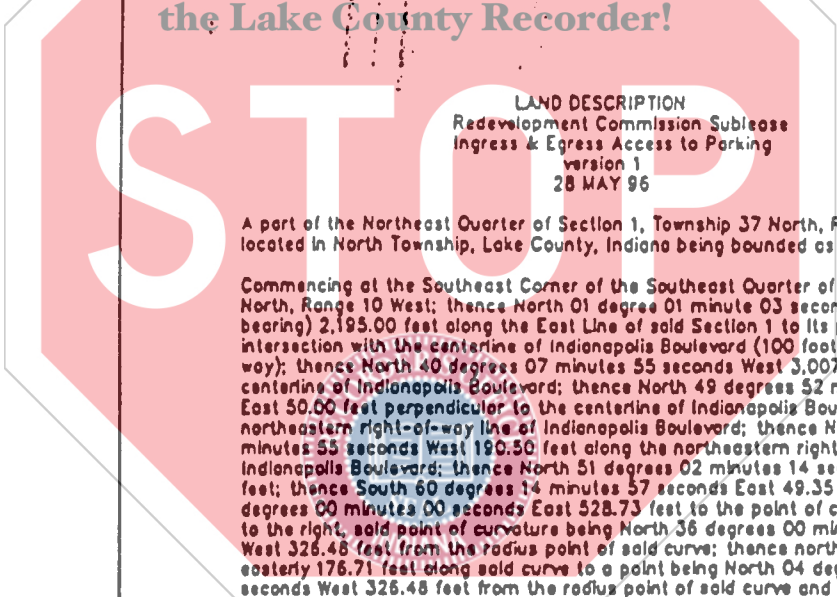 the Lake County Recorder!
STOP
LAND DESCRIPTION
Redevelopment Commission Sublease
Ingress & Egress Access to Parking
version 1
28 MAY 96
A part of the Northeast Quarter of Section 1, Township 37 North,
located in North Township, Lake County, Indiana being bounded as
Commencing at the Southeast Corner of the Southeast Quarter of
North, Range 10 West; thence North 01 degree 01 minute 03
bearing) 2,195.00 feet along the East Line of said Section 1 to its
intersection with the centerline of Indianapolis Boulevard (100 foot
way); thence North 40 degrees 07 minutes 55 seconds West 3,007
centerline of Indianapolis Boulevard; thence North 49 degrees 52
East 50.00 feet perpendicular to the centerline of Indianapolis
northeastern right-of-way line of Indianapolis Boulevard; thence
minutes 55 seconds West 190.50 feet along the northeastern right
Indianapolis Boulevard; thence North 51 degrees 02 minutes 14
feet; thence South 60 degrees 14 minutes 57 seconds East 49.35
degrees 00 minutes 00 seconds East 528.73 feet to the point of
to the right, said point of curvature being North 36 degrees 00
West 326.48 feet from the radius point of said curve; thence
easterly 176.71 feet along said curve to a point being North 04
seconds West 326.48 feet from the radius point of said curve and
INDIANA